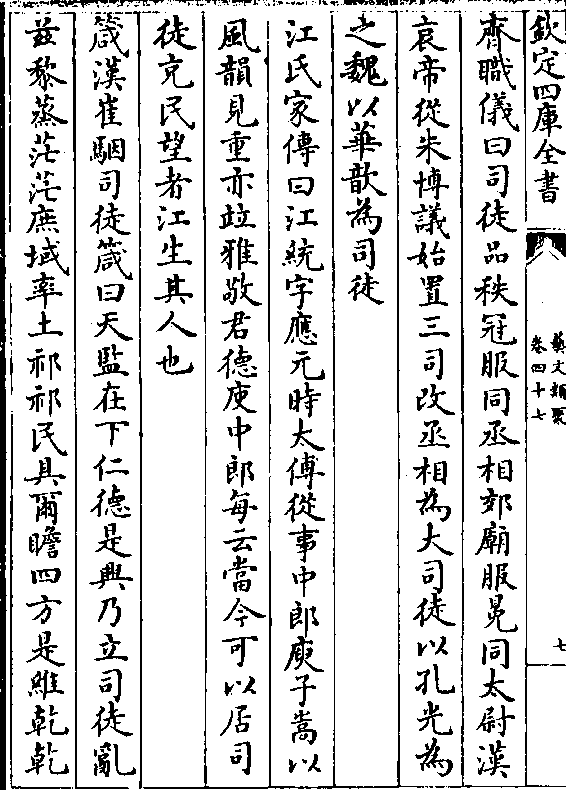 欽定四庫全書
藝文類聚
卷四十七
七
齊職儀曰司徒品秩冠服同丞相郊廟服冕同太尉漢
哀帝從朱博議始置三司改丞相為大司徒以孔光為
之魏以華歆為司徒
江氏家傳曰江統字應元時太傅從事中郎庾子嵩以
風韻見重亦竝雅敬君德庾中郎每云當今可以居司
徒充民望者江生其人也
箴漢崔駰司徒箴曰天監在下仁德是興乃立司徒亂
茲黎蒸茫茫庶域率土祁祁民具爾瞻四方是維乾乾